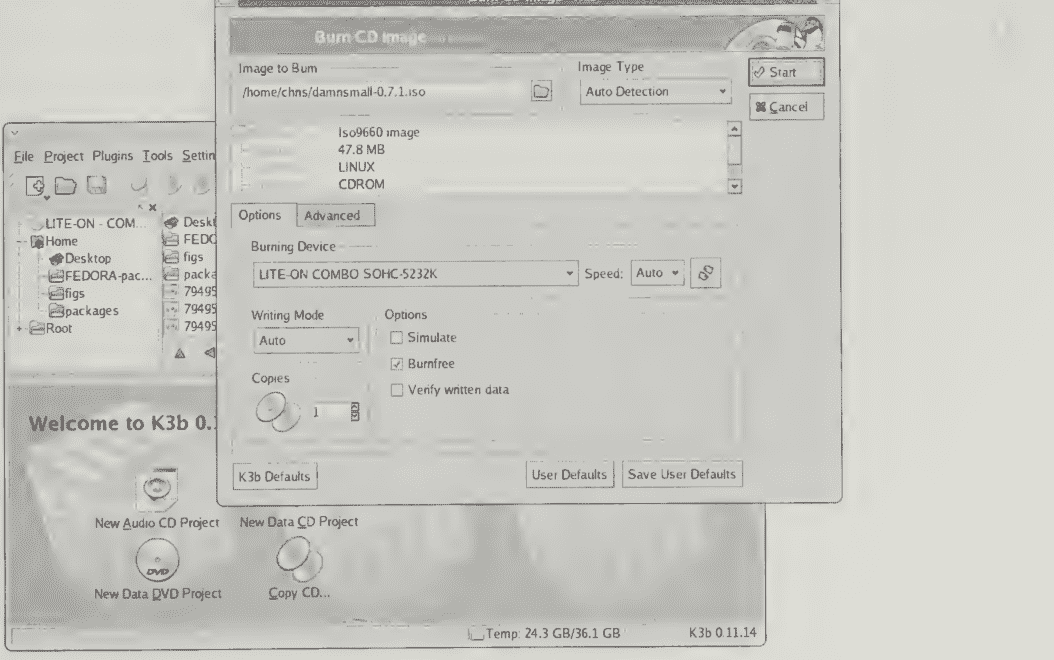 Burn CD Image
Image to Burn
Image Type
Start
/home/chns/damnsmall-0.7.1.iso
Auto Detection
Cancel
Iso9660 image
47.8 MB
LINUX
CDROM
File Project Plugins Tools Settin
LITE-ON - COM...
Home
Desktop
FEDORA-pac...
figs
packages
Root
Deskt
FEDO
figs
packa
79495
79495
79495
Options
Advanced
Burning Device
LITE-ON COMBO SOHC-5232K
Speed: Auto
Writing Mode
Options
Auto
Simulate
Burnfree
Copies
Verify written data
1
Welcome to K3b 0.1
K3b Defaults
User Defaults
Save User Defaults
New Audio CD Project
New Data CD Project
DVD
New Data DVD Project
Copy CD...
Temp: 24.3 GB/36.1 GB
K3b 0.11.14